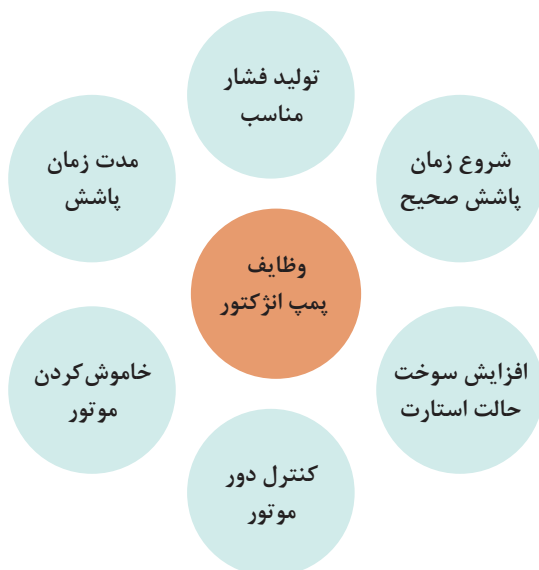 تولید فشار
مناسب
شروع زمان
پاشش صحیح
مدت زمان
پاشش
وظایف
پمپ انژکتور
افزایش سوخت
حالت استارت
خاموش کردن
موتور
کنترل دور
موتور